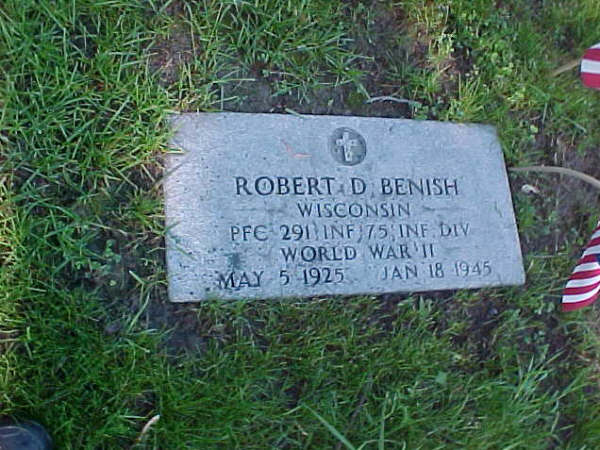 ROBERT D BENISH
WISCONSIN
PFC 291 INF 75 INF DIV
WORLD WAR II
MAY 5 1925 JAN 18 1945